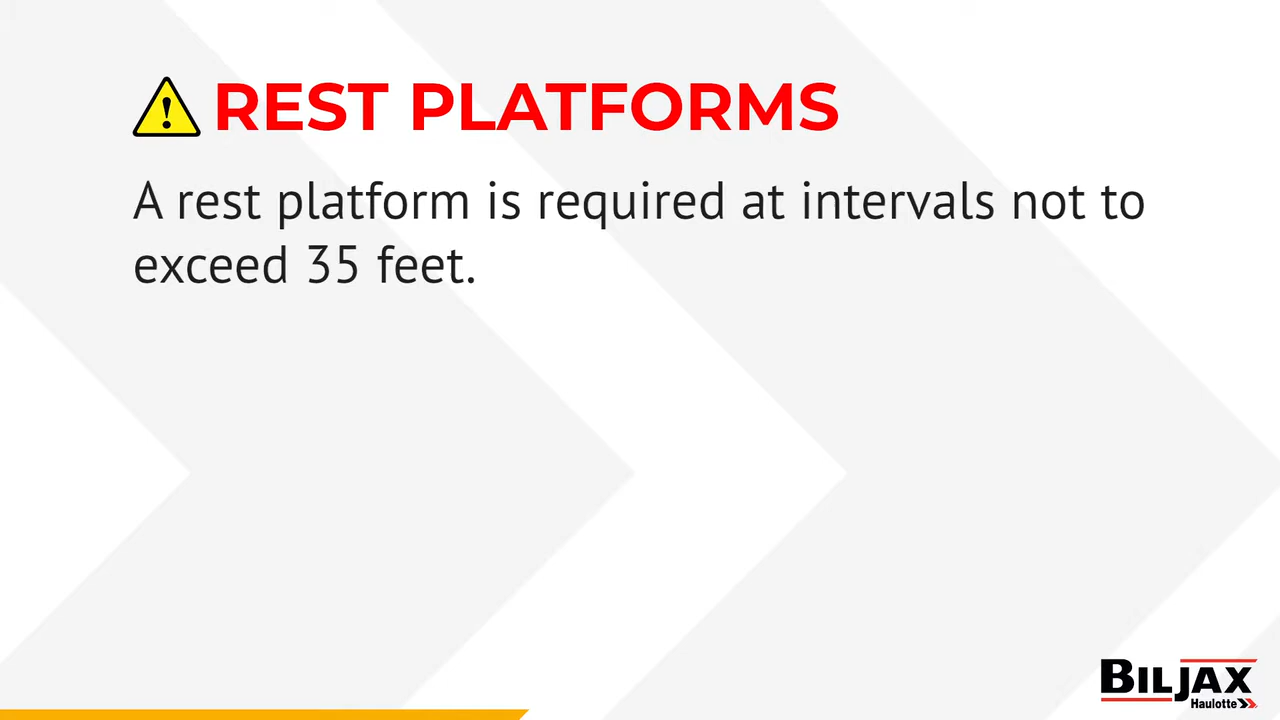 REST PLATFORMS
A rest platform is required at intervals not to
exceed 35 feet.
BILJAX
Haulotte